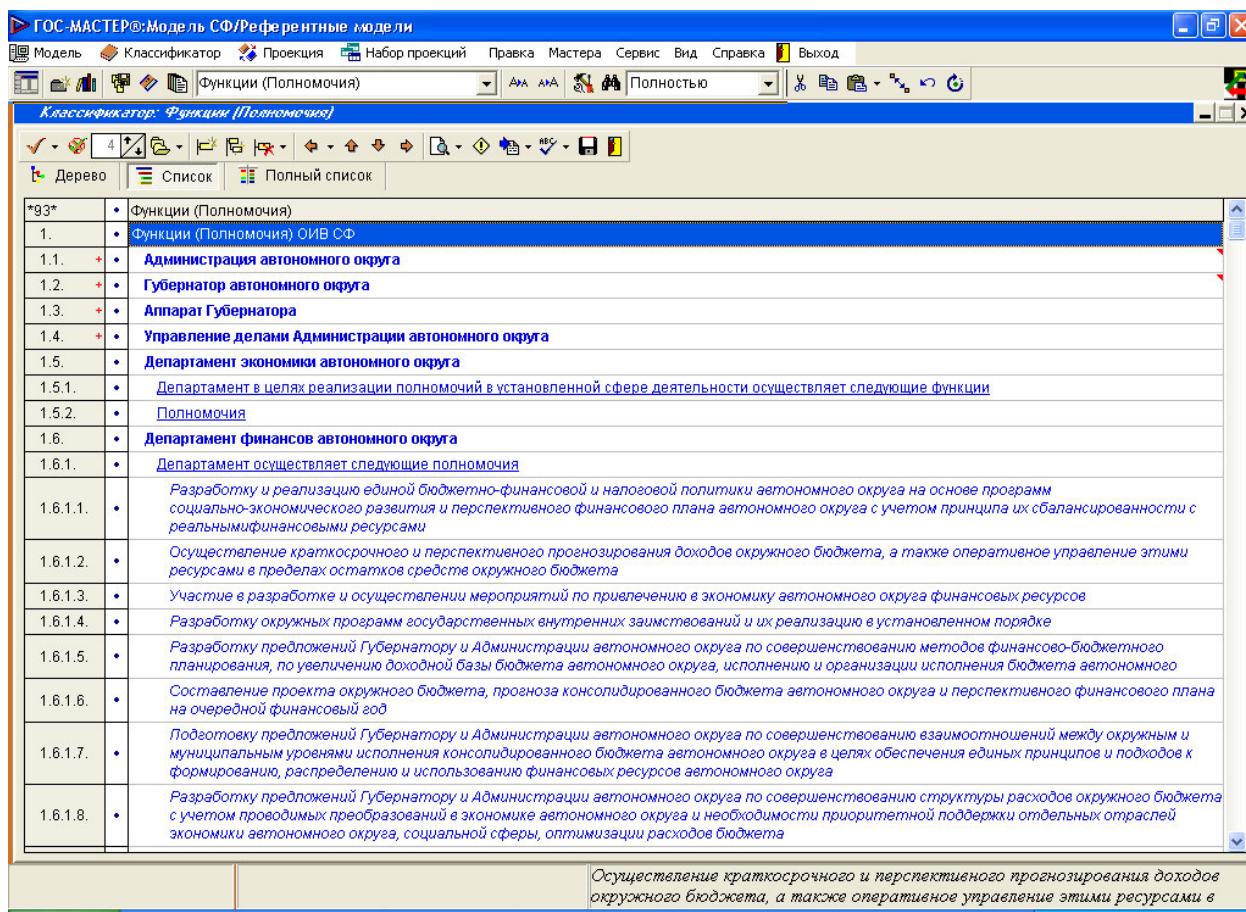 ГОС-МАСТЕР®:Модель СФ/Референтные модели
Модель Классификатор Проекция Набор проекций Правка Мастера Сервис Вид Справка Выход
Функции (Полномочия) Полностью
Классификатор: Функции (Полномочия)
4
Дерево Список Полный список
*93* • Функции (Полномочия)
1. • Функции (Полномочия) ОИВ СФ
1.1. + • Администрация автономного округа
1.2. + • Губернатор автономного округа
1.3. + • Аппарат Губернатора
1.4. + • Управление делами Администрации автономного округа
1.5. • Департамент экономики автономного округа
1.5.1. • Департамент в целях реализации полномочий в установленной сфере деятельности осуществляет следующие функции
1.5.2. • Полномочия
1.6. • Департамент финансов автономного округа
1.6.1. • Департамент осуществляет следующие полномочия
1.6.1.1. • Разработку и реализацию единой бюджетно-финансовой и налоговой политики автономного округа на основе программ
социально-экономического развития и перспективного финансового плана автономного округа с учетом принципа их сбалансированности с
реальнымифинансовыми ресурсами
1.6.1.2. • Осуществление краткосрочного и перспективного прогнозирования доходов окружного бюджета, а также оперативное управление этими
ресурсами в пределах остатков средств окружного бюджета
1.6.1.3. • Участие в разработке и осуществлении мероприятий по привлечению в экономику автономного округа финансовых ресурсов
1.6.1.4. • Разработку окружных программ государственных внутренних заимствований и их реализацию в установленном порядке
1.6.1.5. • Разработку предложений Губернатору и Администрации автономного округа по совершенствованию методов финансово-бюджетного
планирования, по увеличению доходной базы бюджета автономного округа, исполнению и организации исполнения бюджета автономного
1.6.1.6. • Составление проекта окружного бюджета, прогноза консолидированного бюджета автономного округа и перспективного финансового плана
на очередной финансовый год
1.6.1.7. • Подготовку предложений Губернатору и Администрации автономного округа по совершенствованию взаимоотношений между окружным и
муниципальным уровнями исполнения консолидированного бюджета автономного округа в целях обеспечения единых принципов и подходов к
формированию, распределению и использованию финансовых ресурсов автономного округа
1.6.1.8. • Разработку предложений Губернатору и Администрации автономного округа по совершенствованию структуры расходов окружного бюджета
с учетом проводимых преобразований в экономике автономного округа и необходимости приоритетной поддержки отдельных отраслей
экономики автономного округа, социальной сферы, оптимизации расходов бюджета
Осуществление краткосрочного и перспективного прогнозирования доходов
окружного бюджета, а также оперативное управление этими ресурсами в